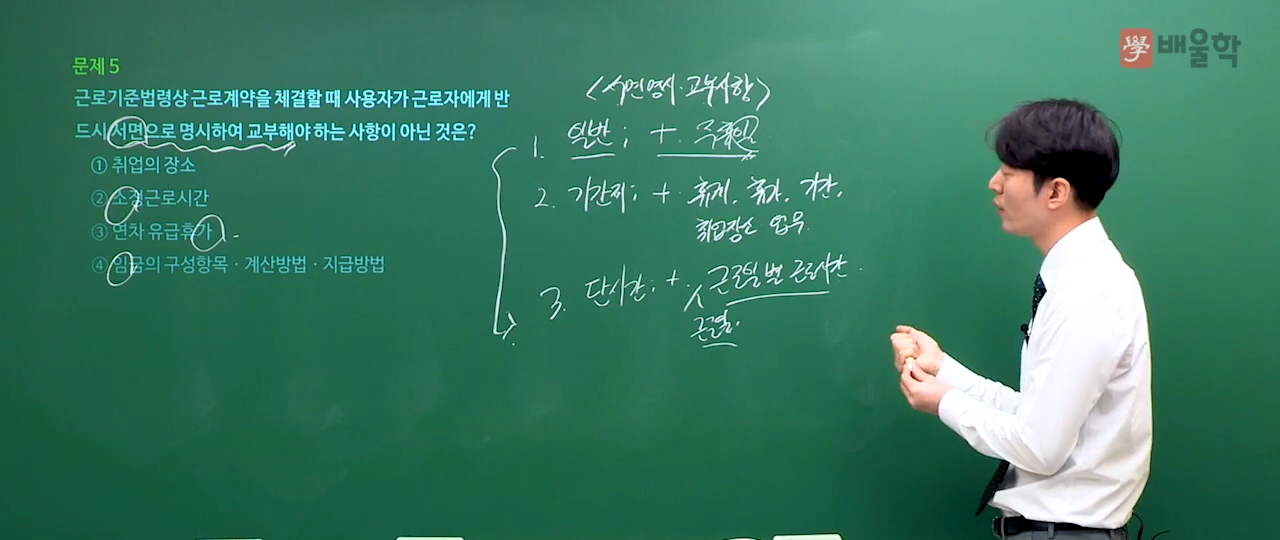 學 배울학
문제 5
근로기준법령상 근로계약을 체결할 때 사용자가 근로자에게 반
드시 서면으로 명시하여 교부해야 하는 사항이 아닌 것은?
① 취업의 장소
② 소정근로시간
③ 연차 유급휴가
④ 임금의 구성항목 · 계산방법 · 지급방법
<서면명시·교부사항>
1. 일반 ; + 주휴일
2. 기간제 ; + 휴게, 휴가, 기간,
취업장소 업무
3. 단시간 ; + 근로일별 근로시간